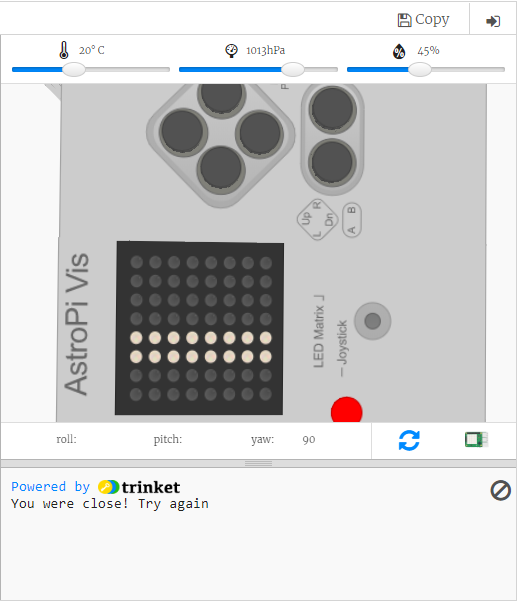 Copy
20° C
1013hPa
45%
P
Up
R
L
Dn
A
B
AstroPi Vis
LED Matrix
Joystick
roll:
pitch:
yaw: 90
Powered by trinket
You were close! Try again